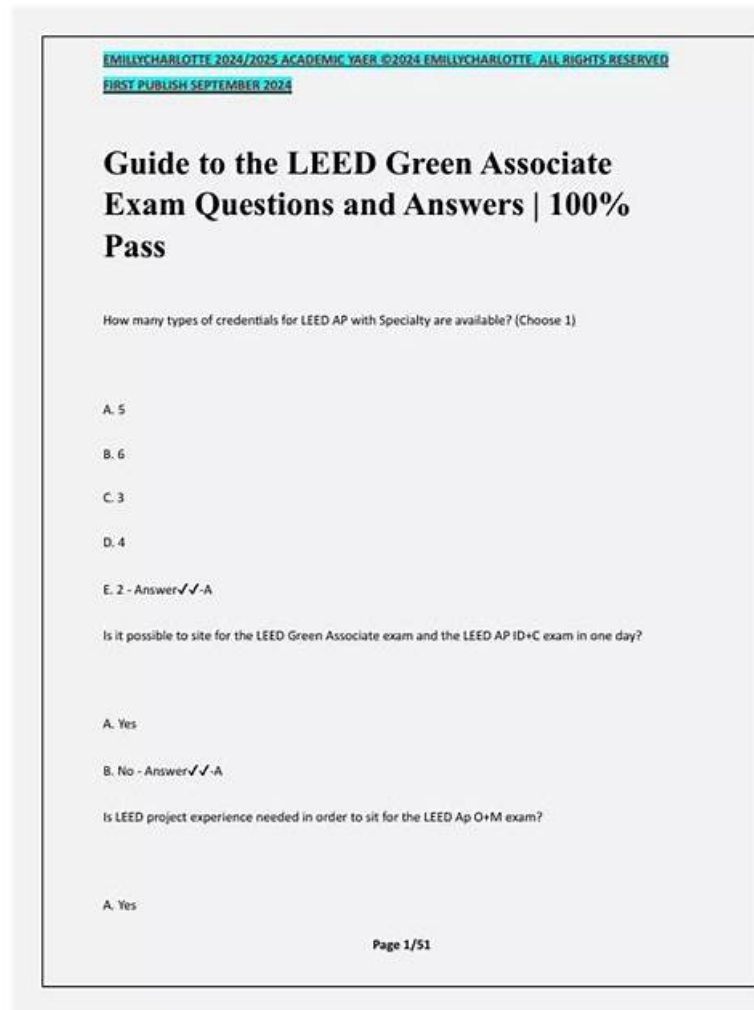 EMILLYCHARLOTTE 2024/2025 ACADEMIC YAER ©2024 EMILLYCHARLOTTE. ALL RIGHTS RESERVED
FIRST PUBLISH SEPTEMBER 2024
Guide to the LEED Green Associate
Exam Questions and Answers | 100%
Pass
How many types of credentials for LEED AP with Specialty are available? (Choose 1)
A. 5
B. 6
C. 3
D. 4
E. 2 - Answer✓✓-A
Is it possible to site for the LEED Green Associate exam and the LEED AP ID+C exam in one day?
A. Yes
B. No - Answer✓✓-A
Is LEED project experience needed in order to sit for the LEED Ap O+M exam?
A. Yes
Page 1/51